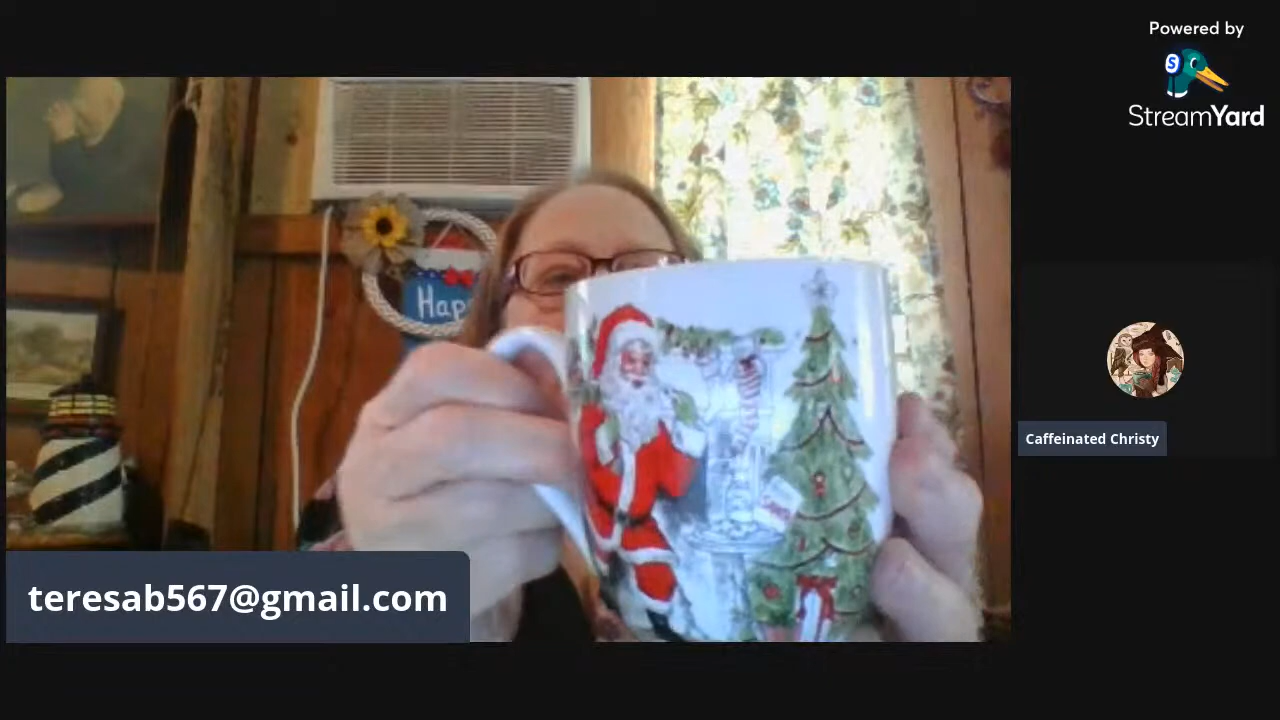 Powered by
StreamYard
Hap
Caffeinated Christy
teresab567@gmail.com